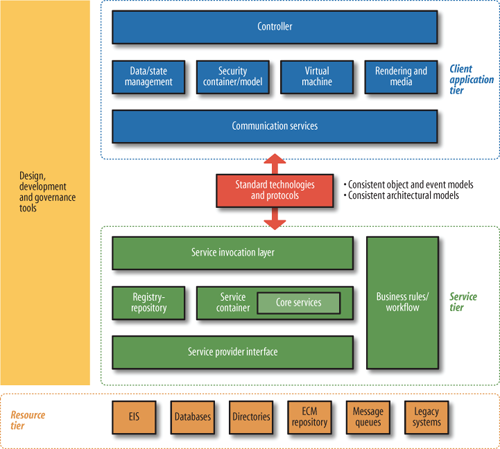 Controller
Data/state
management
Security
container/model
Virtual
machine
Rendering and
media
Client
application
tier
Communication services
Design,
development
and governance
tools
Standard technologies
and protocols
• Consistent object and event models
• Consistent architectural models
Service invocation layer
Registry-
repository
Service
container
Core services
Business rules/
workflow
Service
tier
Service provider interface
Resource
tier
EIS
Databases
Directories
ECM
repository
Message
queues
Legacy
systems